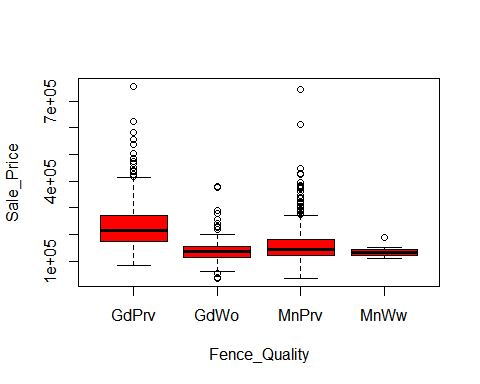 Sale_Price
7e+05
4e+05
1e+05
GdPrv GdWo MnPrv MnWw
Fence_Quality